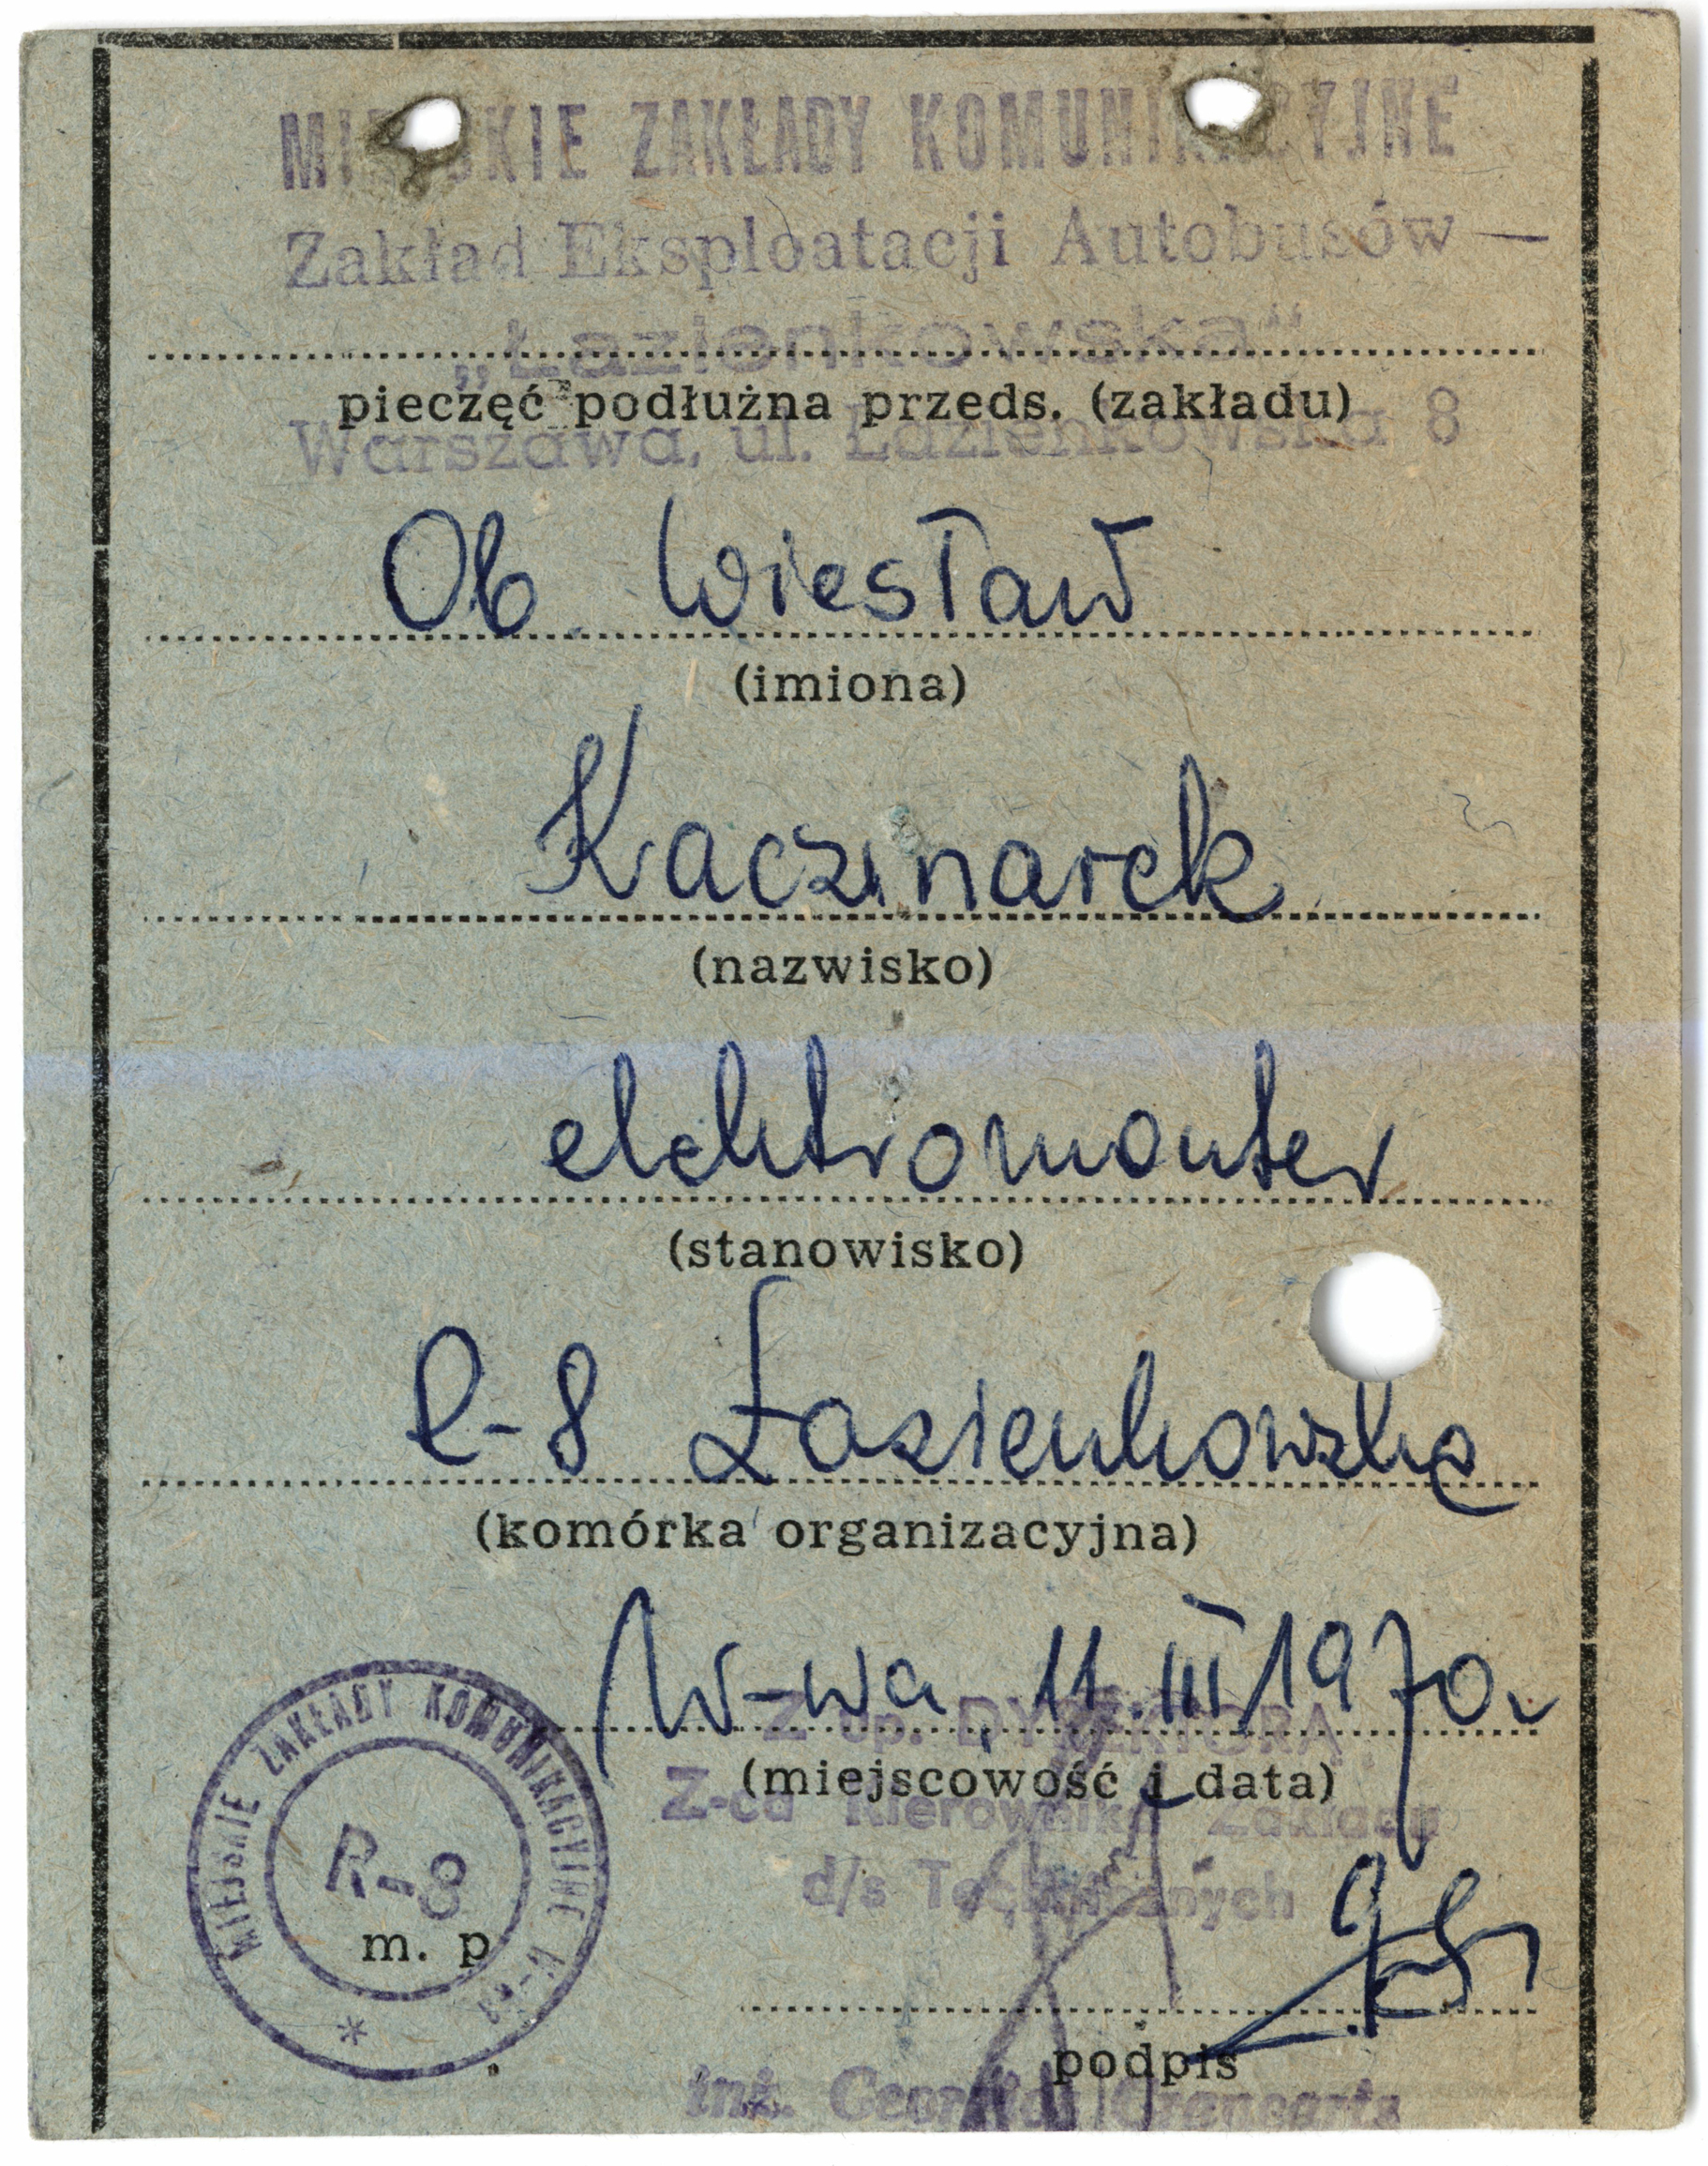 MIEJSKIE ZAKŁADY KOMUNIKACYJNE
Zakład Eksploatacji Autobusów —
„Łazienkowska“
pieczęć podłużna przeds. (zakładu)
Warszawa, ul. Łazienkowska 8
Ob. Wiesław
(imiona)
Kaczmarek
(nazwisko)
elektromonter
(stanowisko)
R-8 Łazienkowska
(komórka organizacyjna)
W-wa, 11.III/1970r
Z up. DYREKTORA
(miejscowość i data)
Z-ca Kierownika Zakładu
d/s Technicznych
MIEJSKIE ZAKŁADY KOMUNIKACYJNE
R-8
m. p
podpis
inż.